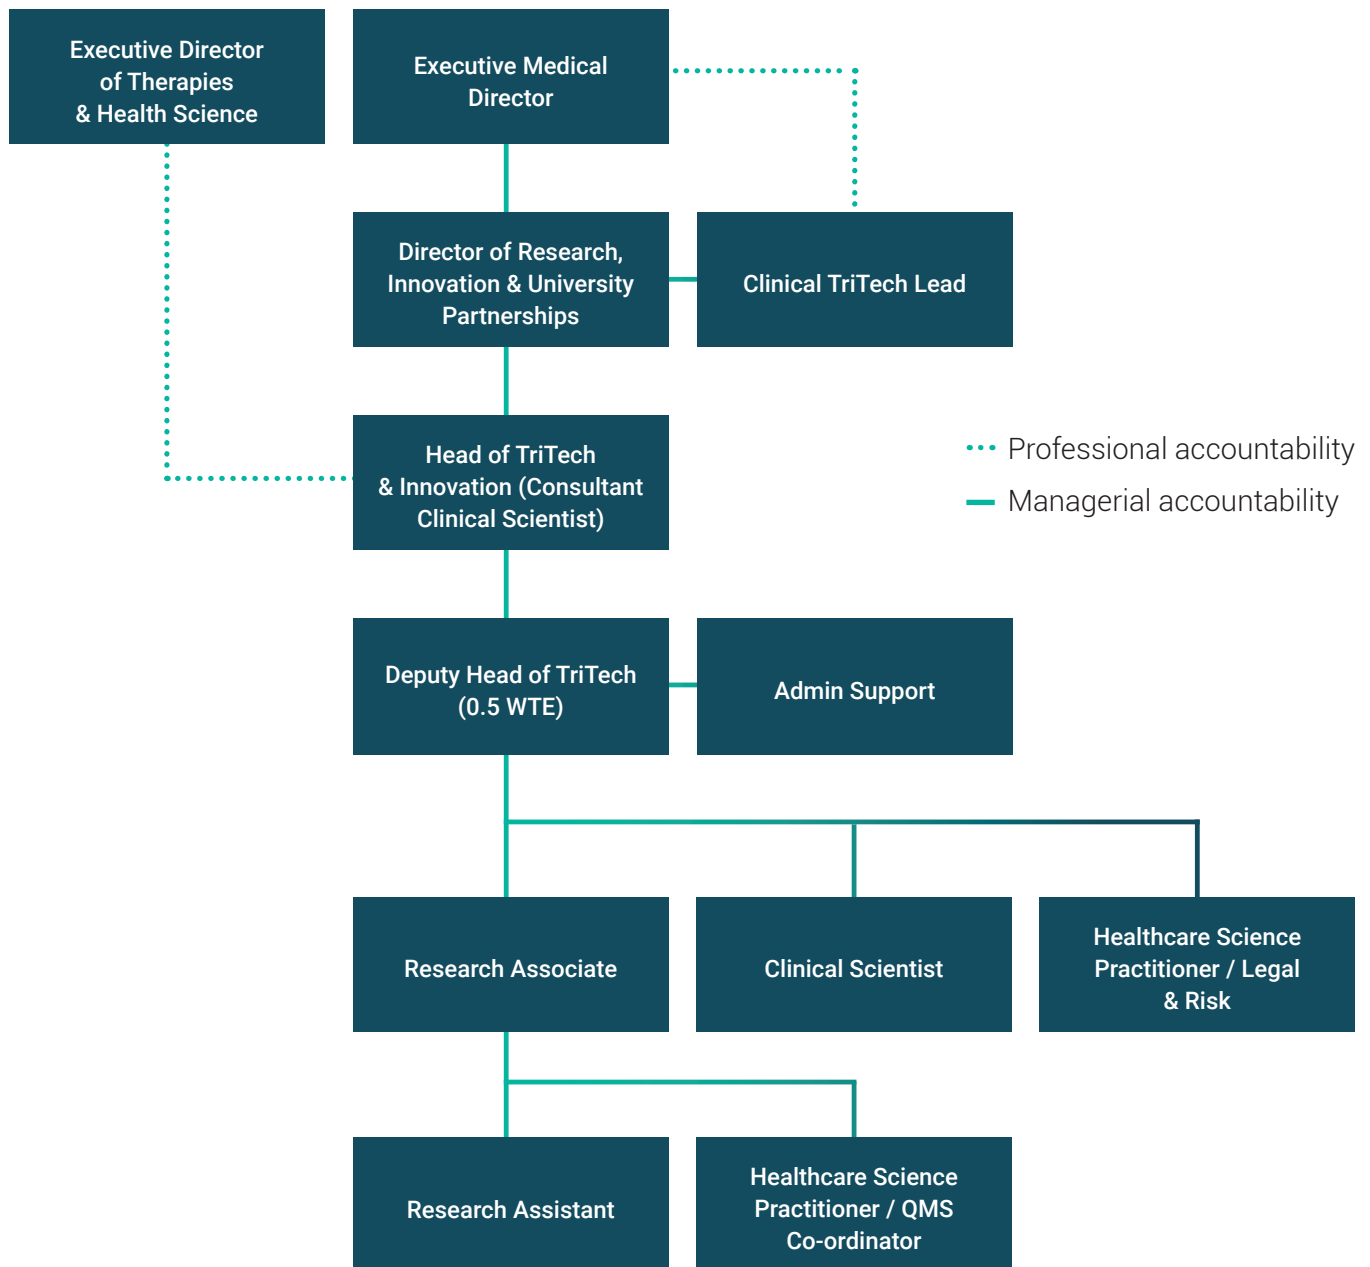 Executive Director
of Therapies
& Health Science
Executive Medical
Director
Director of Research,
Innovation & University
Partnerships
Clinical TriTech Lead
Head of TriTech
& Innovation (Consultant
Clinical Scientist)
Professional accountability
Managerial accountability
Deputy Head of TriTech
(0.5 WTE)
Admin Support
Research Associate
Clinical Scientist
Healthcare Science
Practitioner / Legal
& Risk
Research Assistant
Healthcare Science
Practitioner / QMS
Co-ordinator